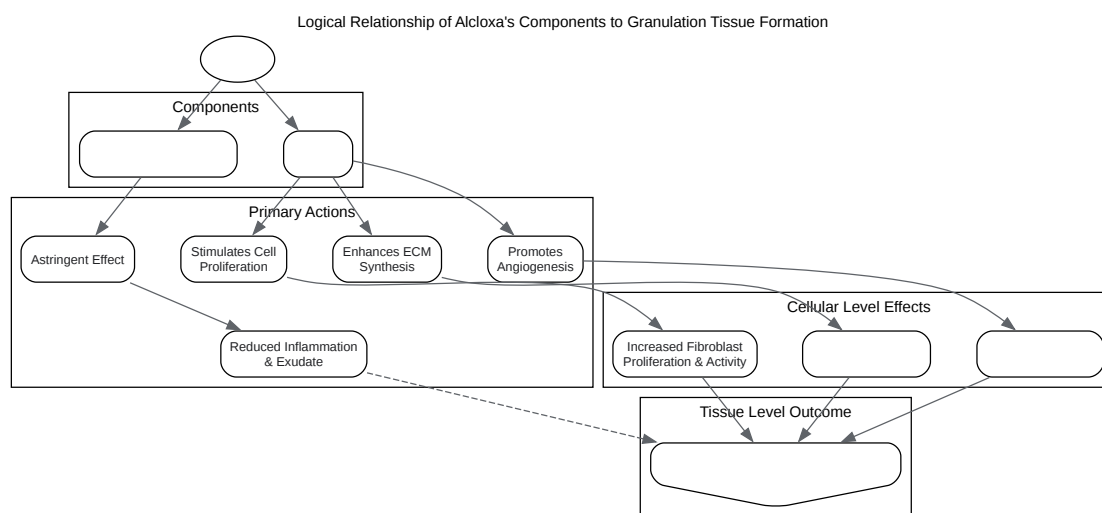 Logical Relationship of Alcloxa's Components to Granulation Tissue Formation
Components
Primary Actions
Astringent Effect
Stimulates Cell
Proliferation
Enhances ECM
Synthesis
Promotes
Angiogenesis
Reduced Inflammation
& Exudate
Cellular Level Effects
Increased Fibroblast
Proliferation & Activity
Tissue Level Outcome